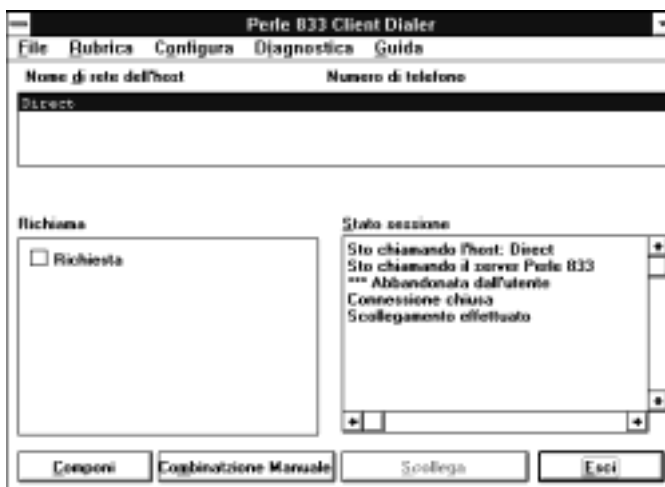 Perle 833 Client Dialer
File Rubrica Configura Diagnostica Guida
Nome di rete dell'host Numero di telefono
Direct
Richiama
Richiesta
Stato sessione
Sto chiamando l'host: Direct
Sto chiamando il server Perle 833
*** Abbandonata dall'utente
Connessione chiusa
Scollegamento effettuato
Componi Combinatzione Manuale Scollega Esci